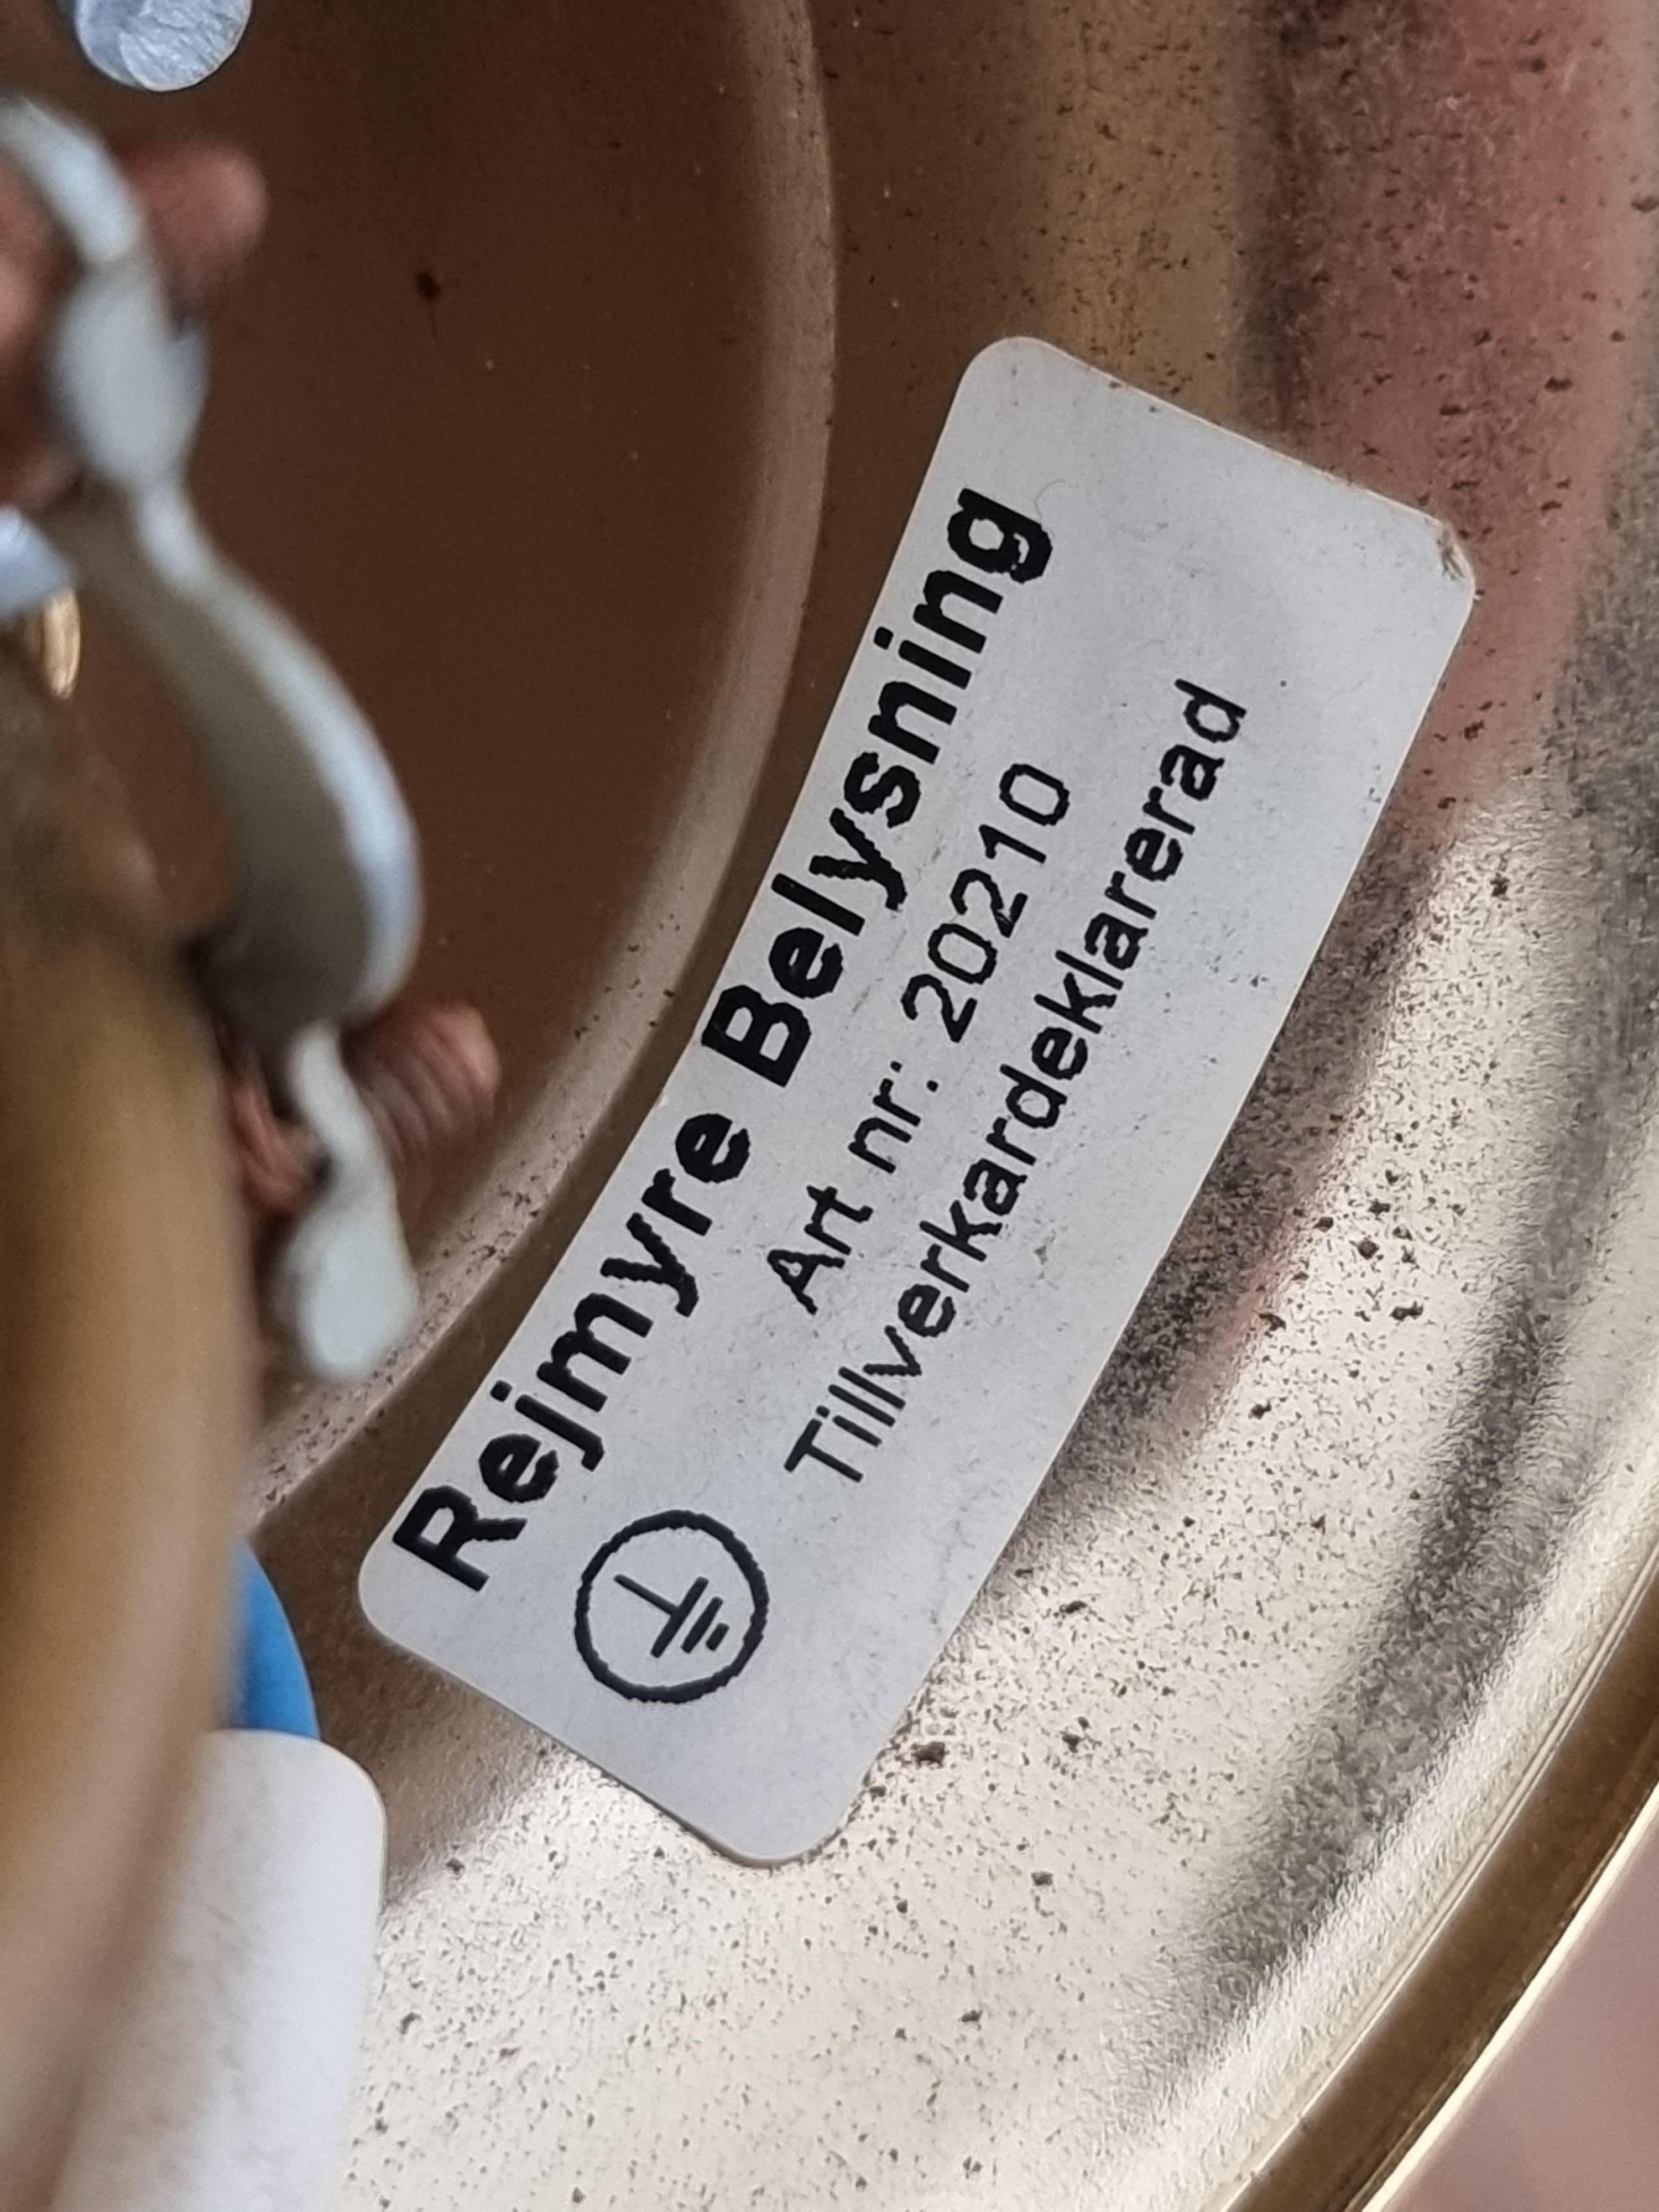 Rejmyre Belysning
Art nr: 20210
Tillverkardeklarerad